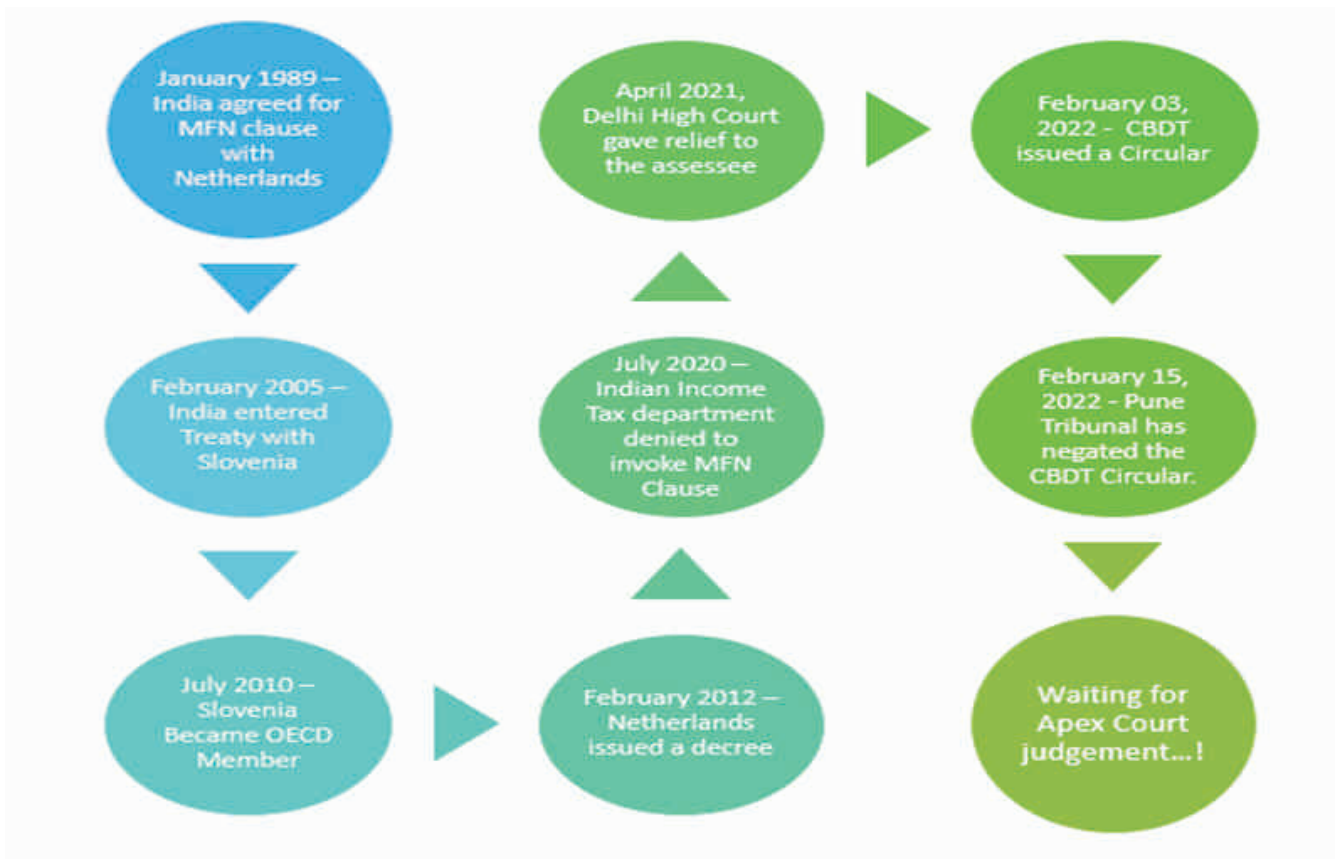 January 1989 –
India agreed for
MFN clause
with
Netherlands
February 2005 –
India entered
Treaty with
Slovenia
July 2010 –
Slovenia
Became OECD
Member
February 2012 –
Netherlands
issued a decree
July 2020 –
Indian Income
Tax department
denied to
invoke MFN
Clause
April 2021,
Delhi High Court
gave relief to
the assessee
February 03,
2022 - CBDT
issued a Circular
February 15,
2022 - Pune
Tribunal has
negated the
CBDT Circular.
Waiting for
Apex Court
judgement...!